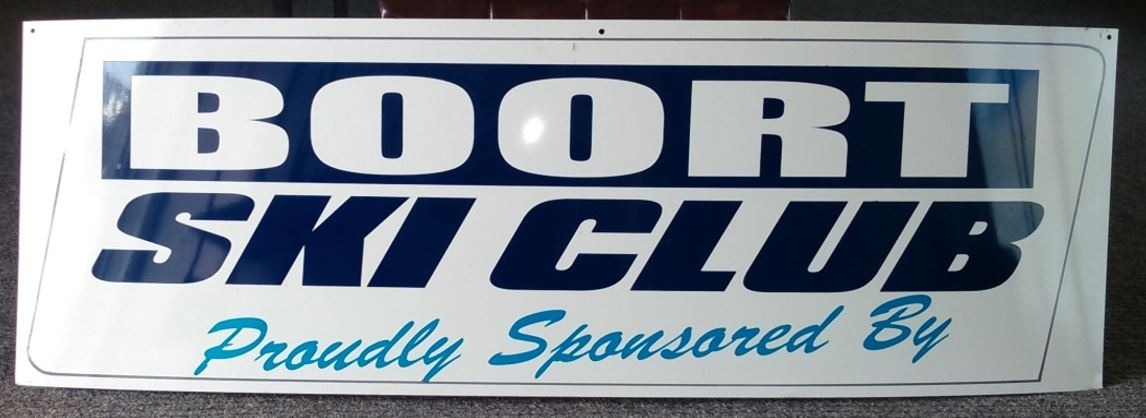 BOORT
SKI CLUB
Proudly Sponsored By